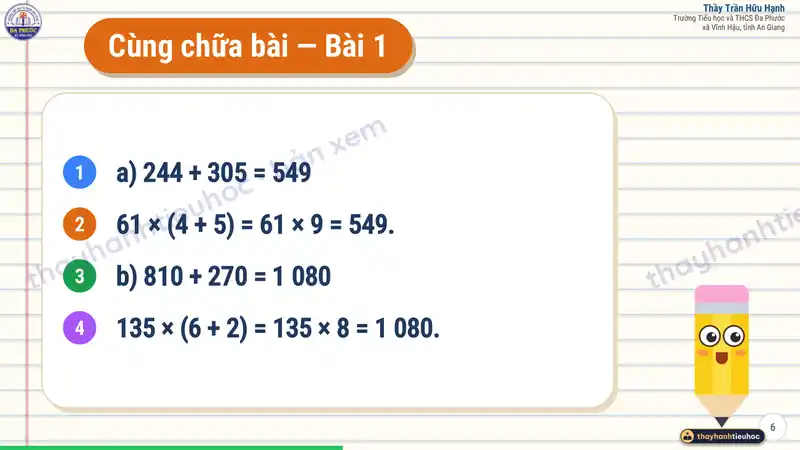 Thầy Trần Hữu Hạnh
Trường Tiểu học và THCS Đa Phước
xã Vĩnh Hậu, tỉnh An Giang
ĐA PHƯỚC
Cùng chữa bài – Bài 1
1 a) 244 + 305 = 549
2 61 × (4 + 5) = 61 × 9 = 549.
3 b) 810 + 270 = 1 080
4 135 × (6 + 2) = 135 × 8 = 1 080.
thayhanhtieuhoc
6